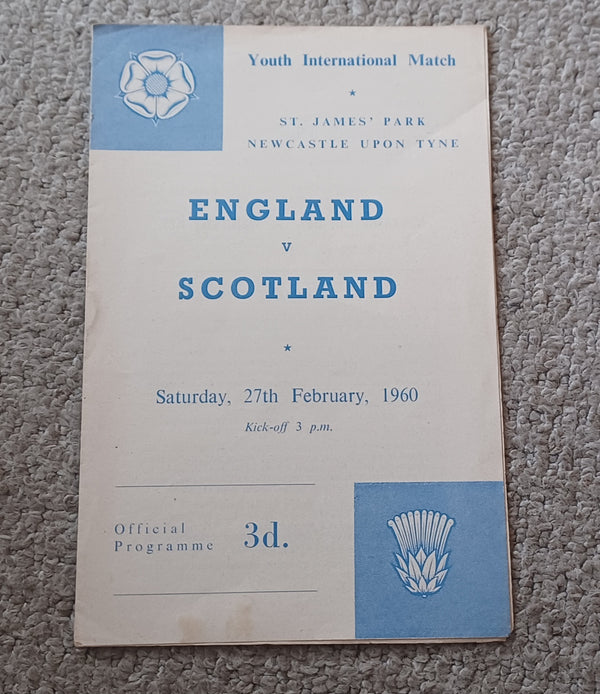 Youth International Match
★
ST. JAMES' PARK
NEWCASTLE UPON TYNE
ENGLAND
v
SCOTLAND
★
Saturday, 27th February, 1960
Kick-off 3 p.m.
Official
Programme 3d.